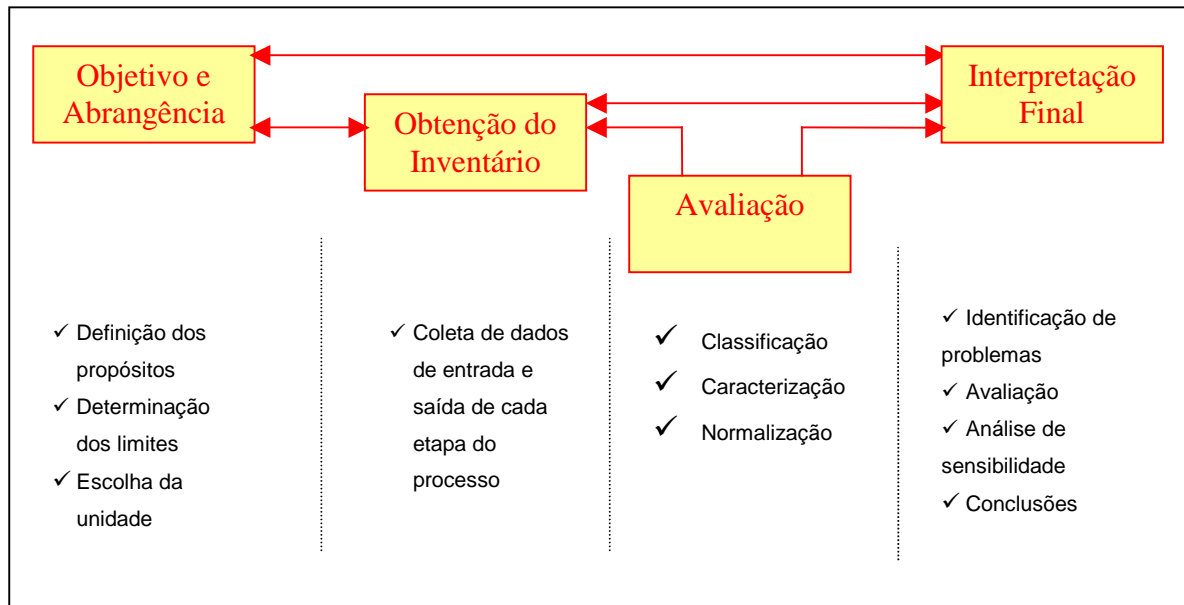 Objetivo e
Abrangência
Obtenção do
Inventário
Avaliação
Interpretação
Final
✓ Definição dos
propósitos
✓ Determinação
dos limites
✓ Escolha da
unidade
✓ Coleta de dados
de entrada e
saída de cada
etapa do
processo
✓ Classificação
✓ Caracterização
✓ Normalização
✓ Identificação de
problemas
✓ Avaliação
✓ Análise de
sensibilidade
✓ Conclusões